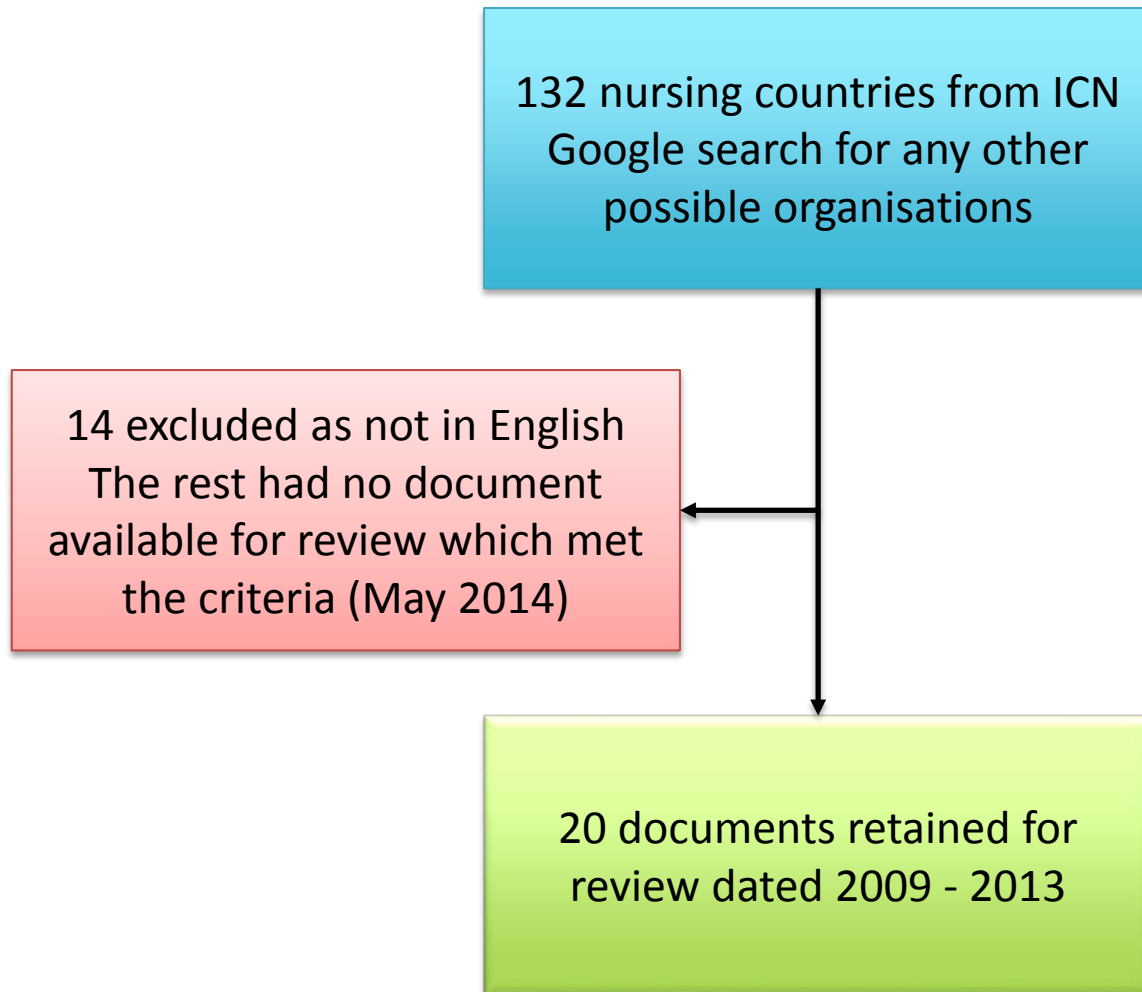 132 nursing countries from ICN
Google search for any other
possible organisations
14 excluded as not in English
The rest had no document
available for review which met
the criteria (May 2014)
20 documents retained for
review dated 2009 - 2013